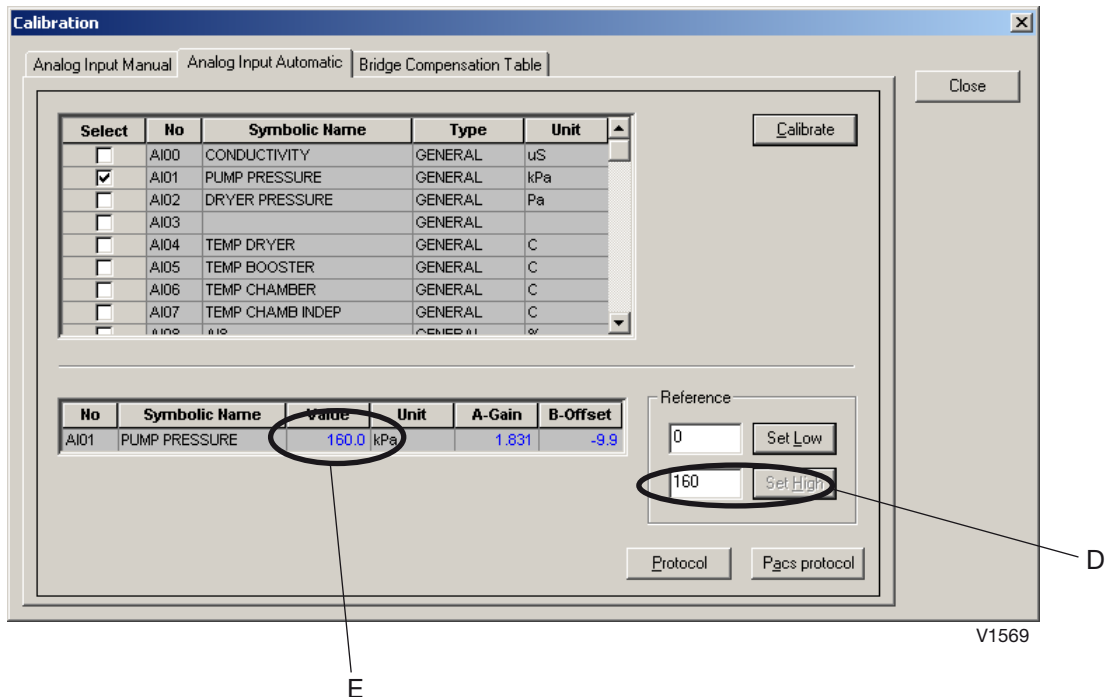 Calibration
Analog Input Manual Analog Input Automatic Bridge Compensation Table
Close
Select No Symbolic Name Type Unit
Calibrate
AI00 CONDUCTIVITY GENERAL uS
AI01 PUMP PRESSURE GENERAL kPa
AI02 DRYER PRESSURE GENERAL Pa
AI03 GENERAL
AI04 TEMP DRYER GENERAL C
AI05 TEMP BOOSTER GENERAL C
AI06 TEMP CHAMBER GENERAL C
AI07 TEMP CHAMB INDEP GENERAL C
Reference
No Symbolic Name Value Unit A-Gain B-Offset
AI01 PUMP PRESSURE 160.0 kPa 1.831 -9.9
0 Set Low
160 Set High
D
Protocol Pacs protocol
V1569
E